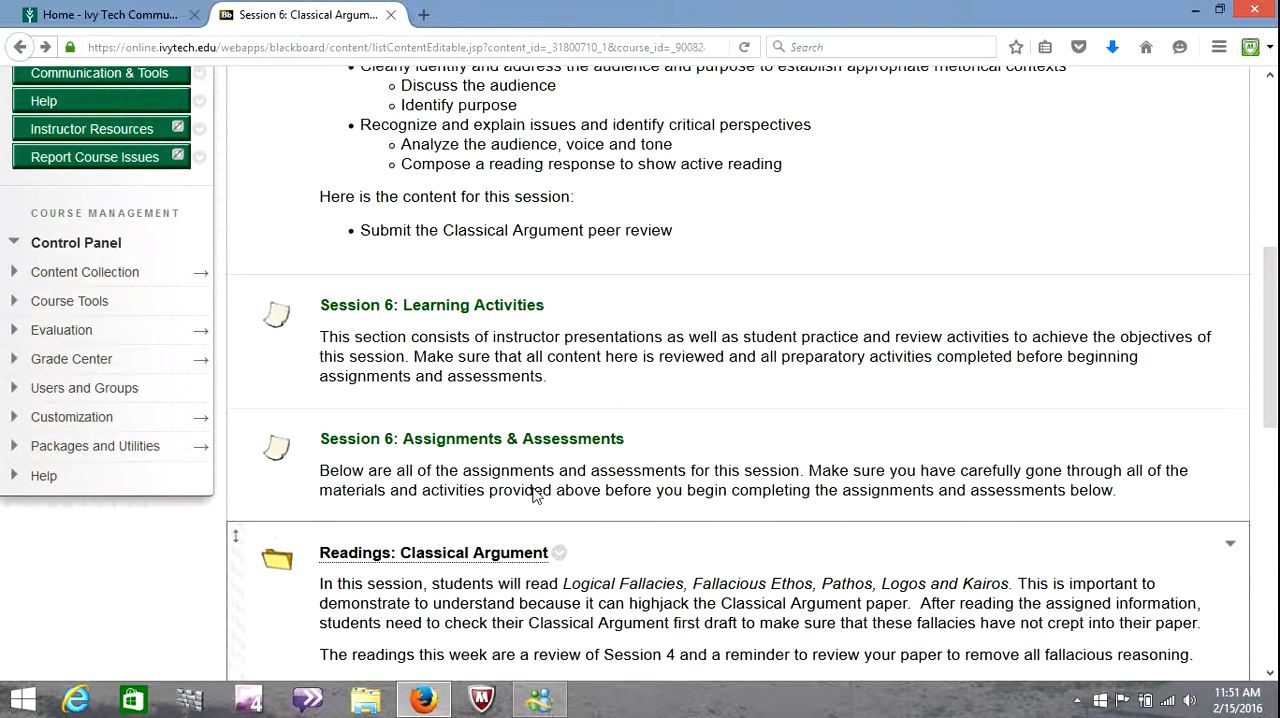 Home - Ivy Tech Commu...
Session 6: Classical Argum...
https://online.ivytech.edu/webapps/blackboard/content/listContentEditable.jsp?content_id=_31800710_1&course_id=_90082-
Search
Communication & Tools
Help
Instructor Resources
Report Course Issues
COURSE MANAGEMENT
Control Panel
Content Collection
Course Tools
Evaluation
Grade Center
Users and Groups
Customization
Packages and Utilities
Help
• Clearly identify and address the audience and purpose to establish appropriate rhetorical contexts
Discuss the audience
Identify purpose
• Recognize and explain issues and identify critical perspectives
Analyze the audience, voice and tone
Compose a reading response to show active reading
Here is the content for this session:
• Submit the Classical Argument peer review
Session 6: Learning Activities
This section consists of instructor presentations as well as student practice and review activities to achieve the objectives of
this session. Make sure that all content here is reviewed and all preparatory activities completed before beginning
assignments and assessments.
Session 6: Assignments & Assessments
Below are all of the assignments and assessments for this session. Make sure you have carefully gone through all of the
materials and activities provided above before you begin completing the assignments and assessments below.
Readings: Classical Argument
In this session, students will read Logical Fallacies, Fallacious Ethos, Pathos, Logos and Kairos. This is important to
demonstrate to understand because it can highjack the Classical Argument paper. After reading the assigned information,
students need to check their Classical Argument first draft to make sure that these fallacies have not crept into their paper.
The readings this week are a review of Session 4 and a reminder to review your paper to remove all fallacious reasoning.
11:51 AM
2/15/2016